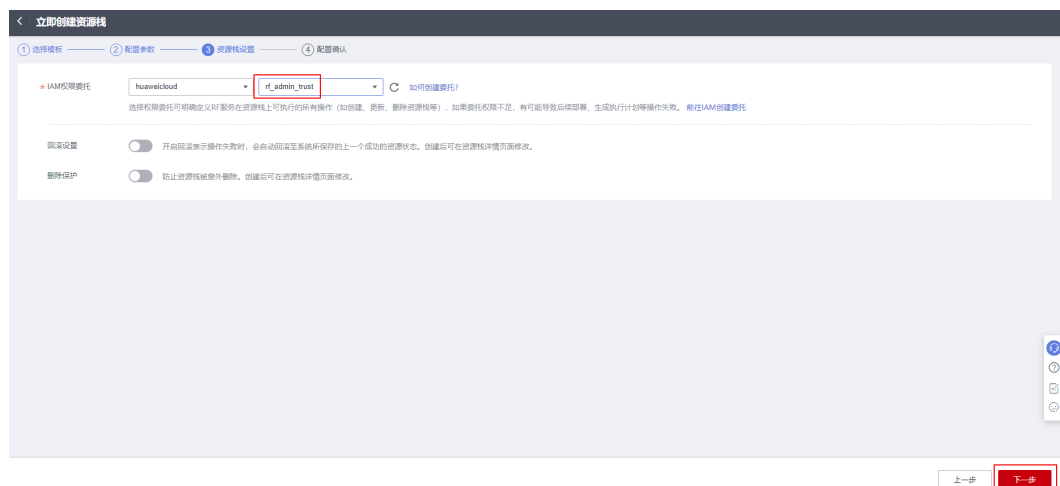 立即创建资源栈
1 选择模板 2 配置参数 3 资源栈设置 4 配置确认
* IAM权限委托 huaweicloud rf_admin_trust 如何创建委托?
选择权限委托可明确定义RF服务在资源栈上可执行的所有操作（如创建、更新、删除资源栈等），如果委托权限不足，有可能导致后续部署、生成执行计划等操作失败。 前往IAM创建委托
回滚设置 开启回滚表示操作失败时，会自动回滚至系统所保存的上一个成功的资源状态。创建后可在资源栈详情页面修改。
删除保护 防止资源栈被意外删除。创建后可在资源栈详情页面修改。
上一步 下一步